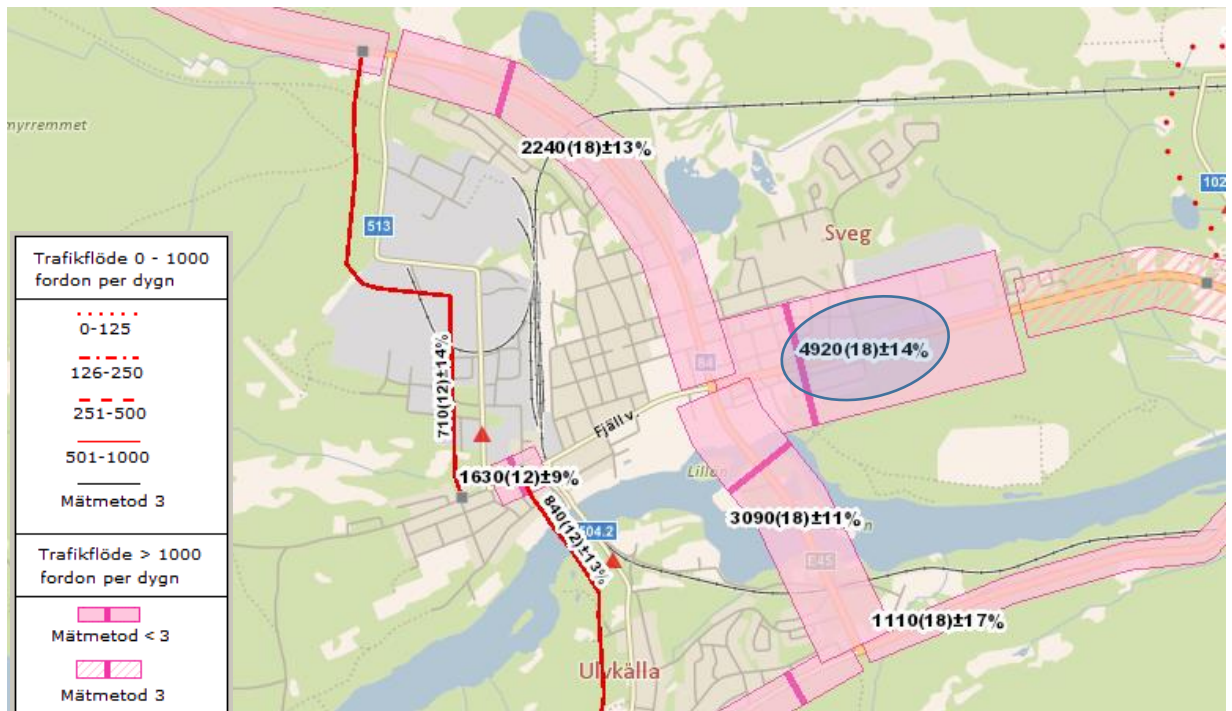 myrremmet
2240(18)±13%
102
513
Sveg
Trafikflöde 0 - 1000
fordon per dygn
0-125
126-250
251-500
501-1000
Mätmetod 3
Trafikflöde > 1000
fordon per dygn
Mätmetod <3
Mätmetod 3
4920(18)±14%
84
710(12)±14%
Fjäll v.
1630(12)±9%
Lillån
840(12)±13%
504.2
3090(18)±11%
n
E45
1110(18)±17%
Ulvkälla